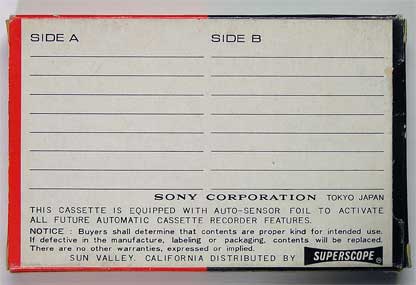 SIDE A SIDE B
SONY CORPORATION TOKYO JAPAN
THIS CASSETTE IS EQUIPPED WITH AUTO-SENSOR FOIL TO ACTIVATE
ALL FUTURE AUTOMATIC CASSETTE RECORDER FEATURES.
NOTICE : Buyers shall determine that contents are proper kind for intended use.
If defective in the manufacture, labeling or packaging, contents will be replaced.
There are no other warranties, expressed or implied.
SUN VALLEY. CALIFORNIA DISTRIBUTED BY SUPERSCOPE ®